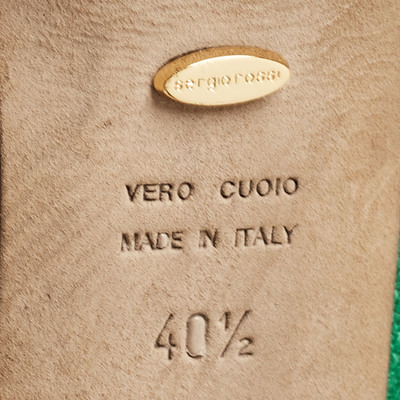 sergio rossi
VERO CUOIO
MADE IN ITALY
40½